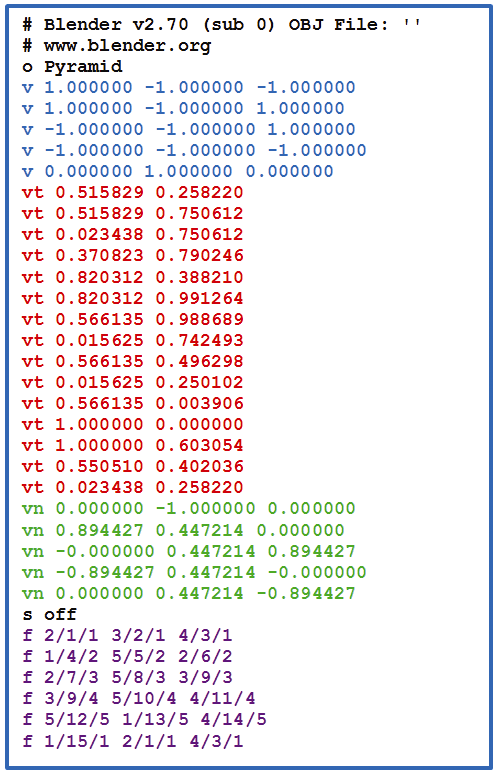 # Blender v2.70 (sub 0) OBJ File: ''
# www.blender.org
o Pyramid
v 1.000000 -1.000000 -1.000000
v 1.000000 -1.000000 1.000000
v -1.000000 -1.000000 1.000000
v -1.000000 -1.000000 -1.000000
v 0.000000 1.000000 0.000000
vt 0.515829 0.258220
vt 0.515829 0.750612
vt 0.023438 0.750612
vt 0.370823 0.790246
vt 0.820312 0.388210
vt 0.820312 0.991264
vt 0.566135 0.988689
vt 0.015625 0.742493
vt 0.566135 0.496298
vt 0.015625 0.250102
vt 0.566135 0.003906
vt 1.000000 0.000000
vt 1.000000 0.603054
vt 0.550510 0.402036
vt 0.023438 0.258220
vn 0.000000 -1.000000 0.000000
vn 0.894427 0.447214 0.000000
vn -0.000000 0.447214 0.894427
vn -0.894427 0.447214 -0.000000
vn 0.000000 0.447214 -0.894427
s off
f 2/1/1 3/2/1 4/3/1
f 1/4/2 5/5/2 2/6/2
f 2/7/3 5/8/3 3/9/3
f 3/9/4 5/10/4 4/11/4
f 5/12/5 1/13/5 4/14/5
f 1/15/1 2/1/1 4/3/1